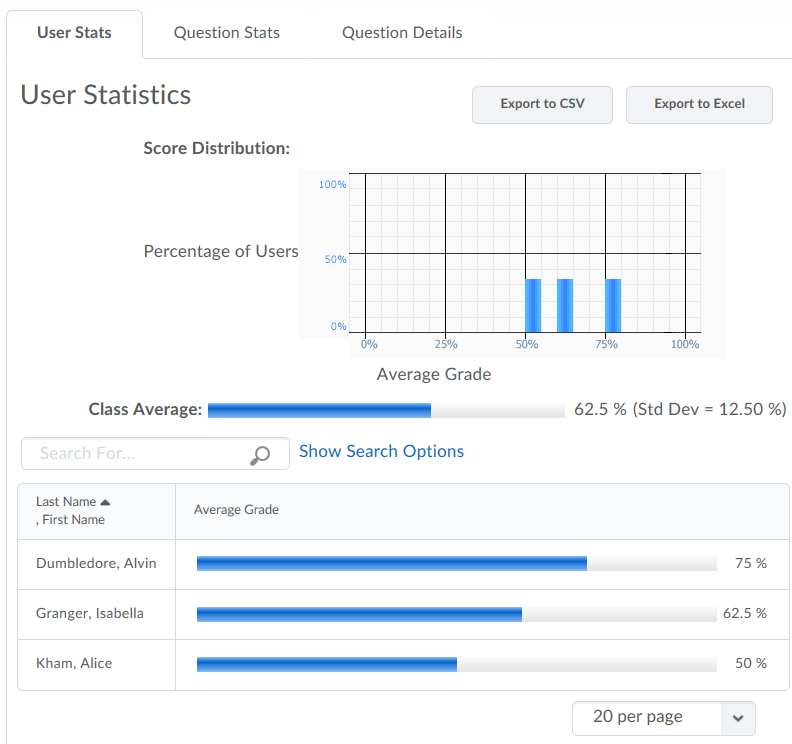 User Stats Question Stats Question Details
User Statistics
Export to CSV Export to Excel
Score Distribution:
100%
Percentage of Users
50%
0%
0% 25% 50% 75% 100%
Average Grade
Class Average: 62.5 % (Std Dev = 12.50 %)
Search For... Show Search Options
Last Name
, First Name
Average Grade
Dumbledore, Alvin 75 %
Granger, Isabella 62.5 %
Kham, Alice 50 %
20 per page